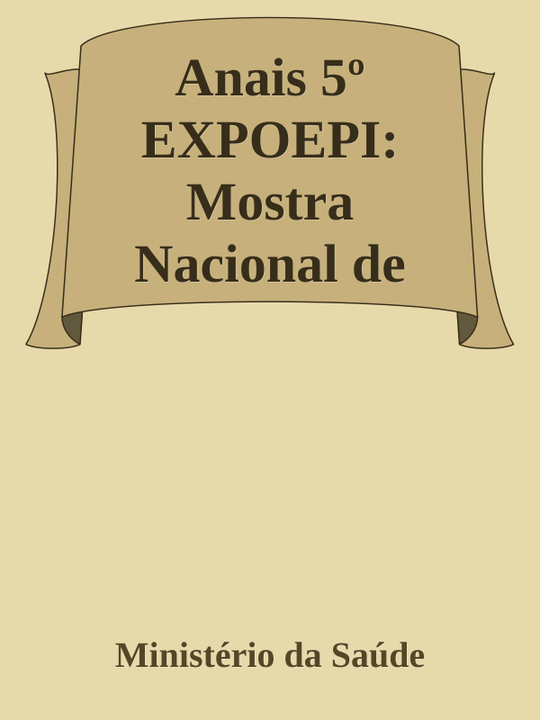 Anais 5º
EXPOEPI:
Mostra
Nacional de
Ministério da Saúde